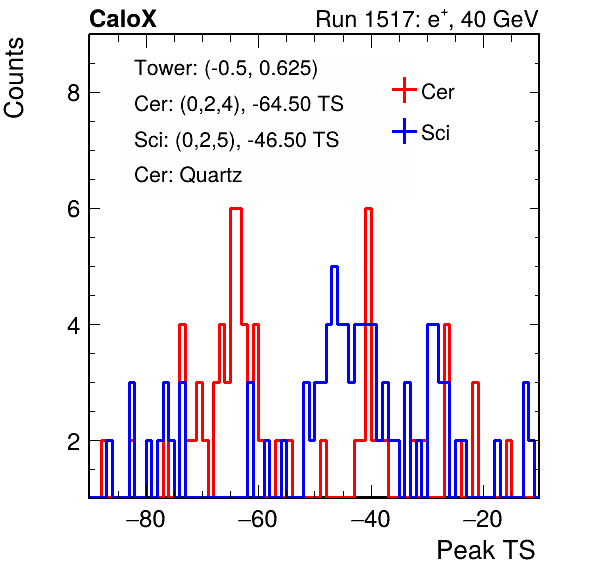 CaloX Run 1517: e⁺, 40 GeV
Counts
Tower: (-0.5, 0.625)
Cer: (0,2,4), -64.50 TS
Sci: (0,2,5), -46.50 TS
Cer: Quartz
Cer
Sci
8
6
4
2
−80 −60 −40 −20
Peak TS